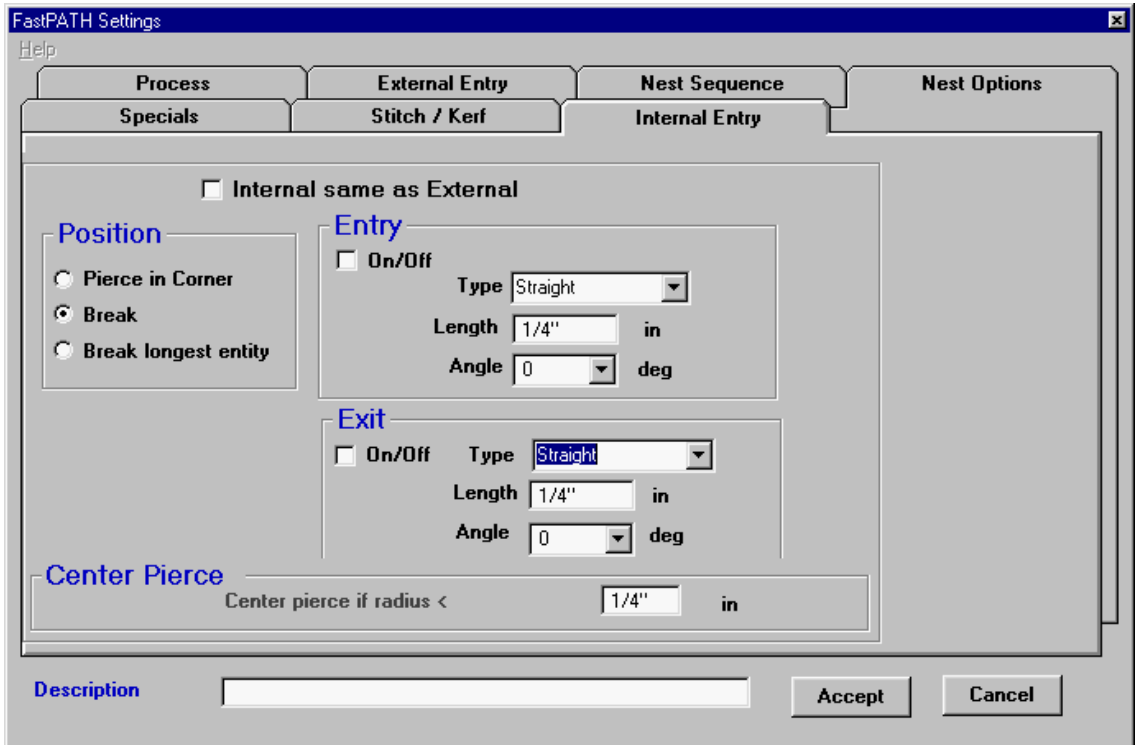 FastPATH Settings
Help
Process External Entry Nest Sequence Nest Options
Specials Stitch / Kerf Internal Entry
Internal same as External
Position
Pierce in Corner
Break
Break longest entity
Entry
On/Off
Type Straight
Length 1/4" in
Angle 0 deg
Exit
On/Off Type Straight
Length 1/4" in
Angle 0 deg
Center Pierce
Center pierce if radius < 1/4" in
Description Accept Cancel